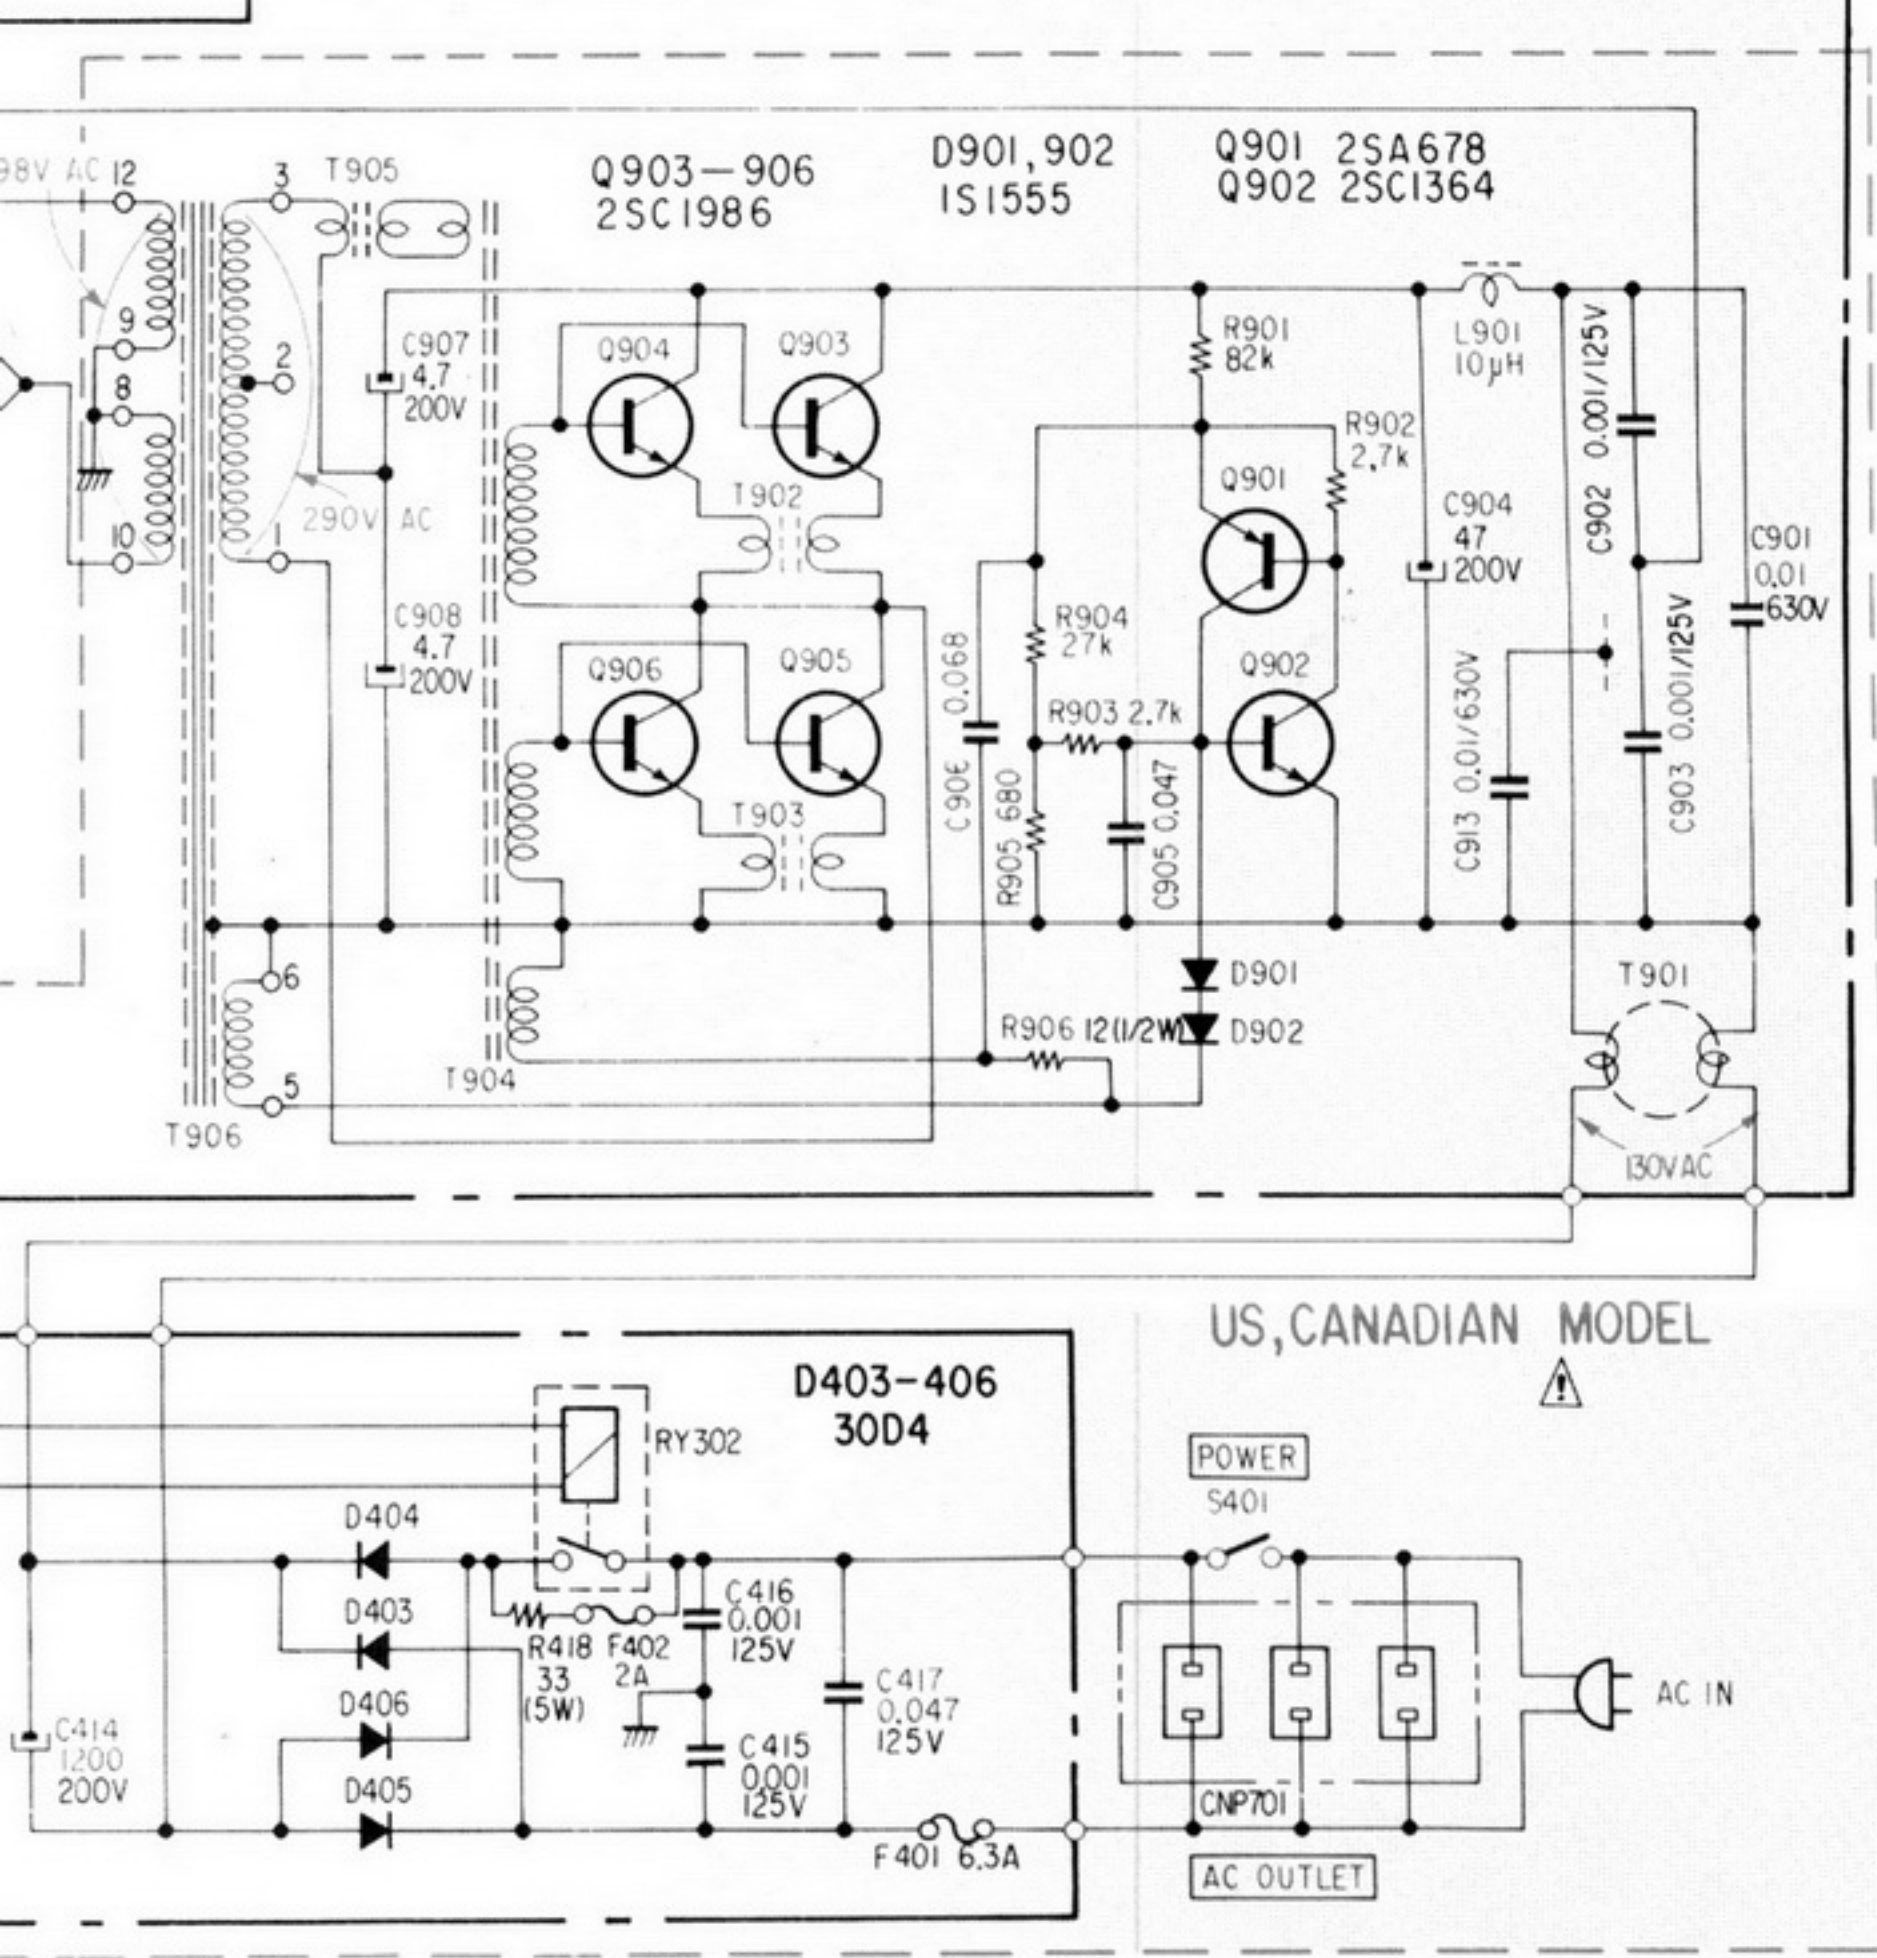 Q903-906
2SC1986
D901,902
1S1555
Q901 2SA678
Q902 2SC1364
98V AC
12
9
8
10
3
T905
2
1
290V AC
C907
4.7
200V
C908
4.7
200V
Q904
Q903
T902
Q906
Q905
T903
R901
82k
R902
2.7k
Q901
R904
27k
Q902
R903 2.7k
C906 0.068
R905 680
C905 0.047
C904
47
200V
L901
10μH
C902 0.001/125V
C901
0.01
630V
C913 0.01/630V
C903 0.001/125V
6
5
T906
T904
D901
R906 12(1/2W)
D902
T901
130VAC
US,CANADIAN MODEL
!
D403-406
30D4
RY302
POWER
S401
D404
D403
D406
D405
C414
1200
200V
R418
33
(5W)
F402
2A
C416
0.001
125V
C415
0.001
125V
C417
0.047
125V
F401 6.3A
CNP701
AC IN
AC OUTLET